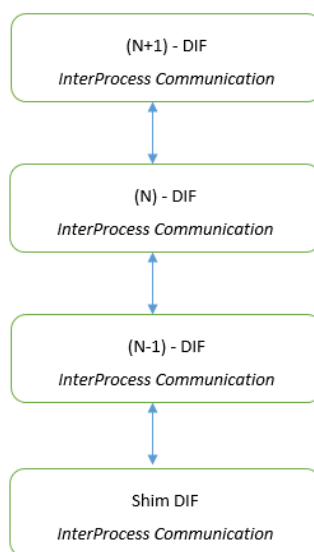 (N+1) - DIF
InterProcess Communication
(N) - DIF
InterProcess Communication
(N-1) - DIF
InterProcess Communication
Shim DIF
InterProcess Communication